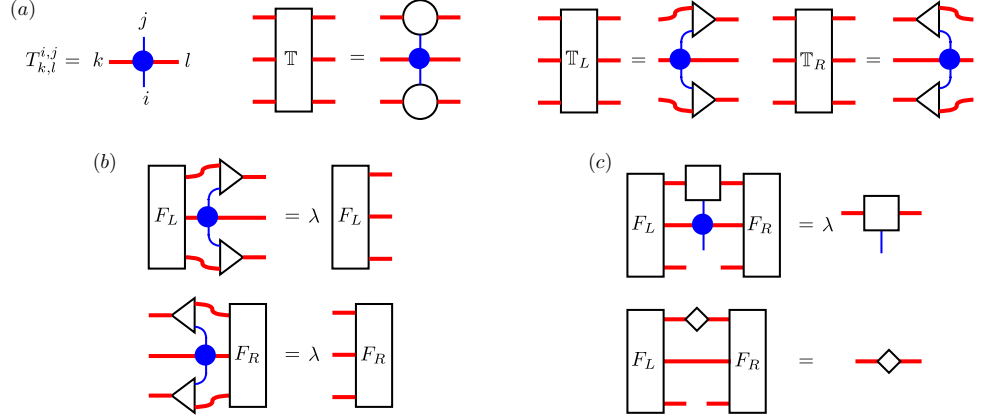 (a)
j
T^{i,j}_{k,l} = k l
i
𝕋 =
𝕋_L =
𝕋_R =
(b)
F_L = λ F_L
F_R = λ F_R
(c)
F_L F_R = λ
F_L F_R =